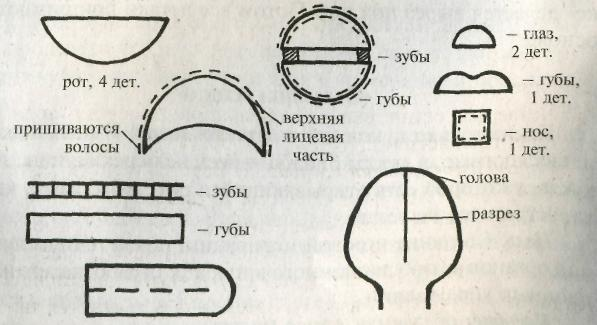 рот, 4 дет.
– зубы
– губы
– глаз,
2 дет.
– губы,
1 дет.
– нос,
1 дет.
пришиваются
волосы
верхняя
лицевая
часть
– зубы
– губы
голова
разрез